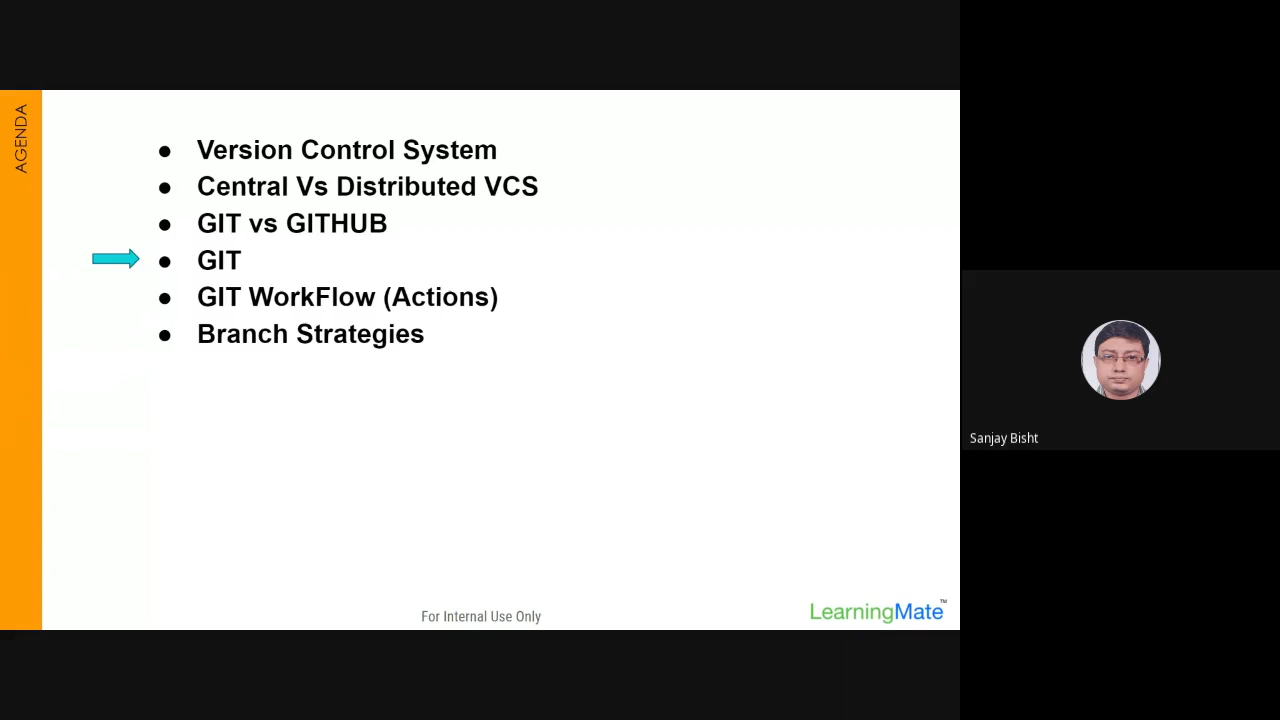 AGENDA
● Version Control System
● Central Vs Distributed VCS
● GIT vs GITHUB
● GIT
● GIT WorkFlow (Actions)
● Branch Strategies
Sanjay Bisht
For Internal Use Only
LearningMate™